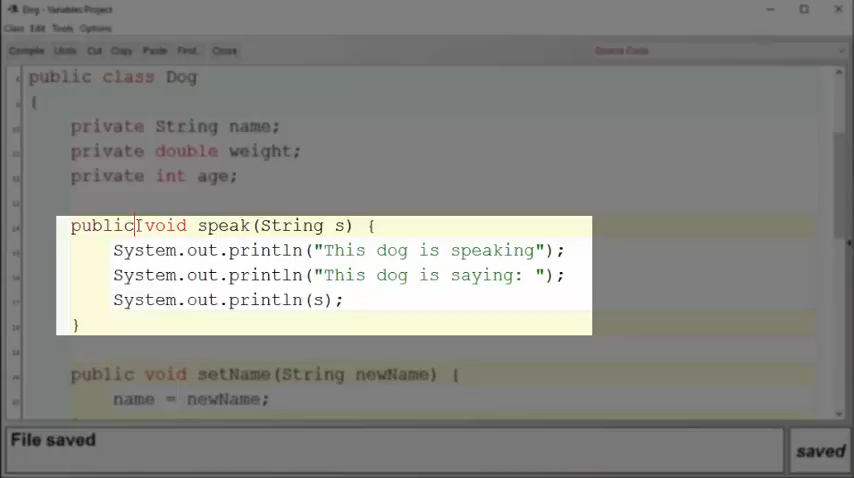 Dog - Variables Project
Class Edit Tools Options
Compile Undo Cut Copy Paste Find... Close Source Code
public class Dog
{
private String name;
private double weight;
private int age;
public void speak(String s) {
System.out.println("This dog is speaking");
System.out.println("This dog is saying: ");
System.out.println(s);
}
public void setName(String newName) {
name = newName;
File saved
saved